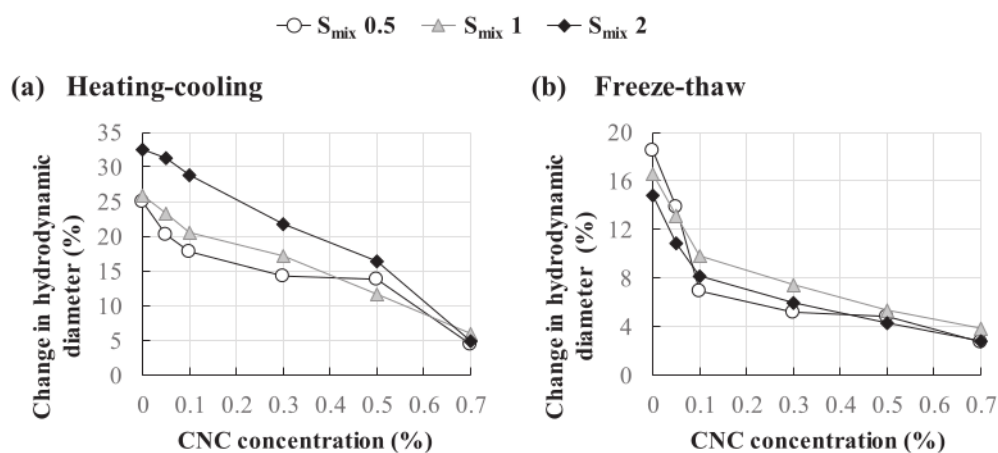 Smix 0.5 Smix 1 Smix 2
(a) Heating-cooling
Change in hydrodynamic
diameter (%)
35
30
25
20
15
10
5
0
0 0.1 0.2 0.3 0.4 0.5 0.6 0.7
CNC concentration (%)
(b) Freeze-thaw
Change in hydrodynamic
diameter (%)
20
16
12
8
4
0
0 0.1 0.2 0.3 0.4 0.5 0.6 0.7
CNC concentration (%)